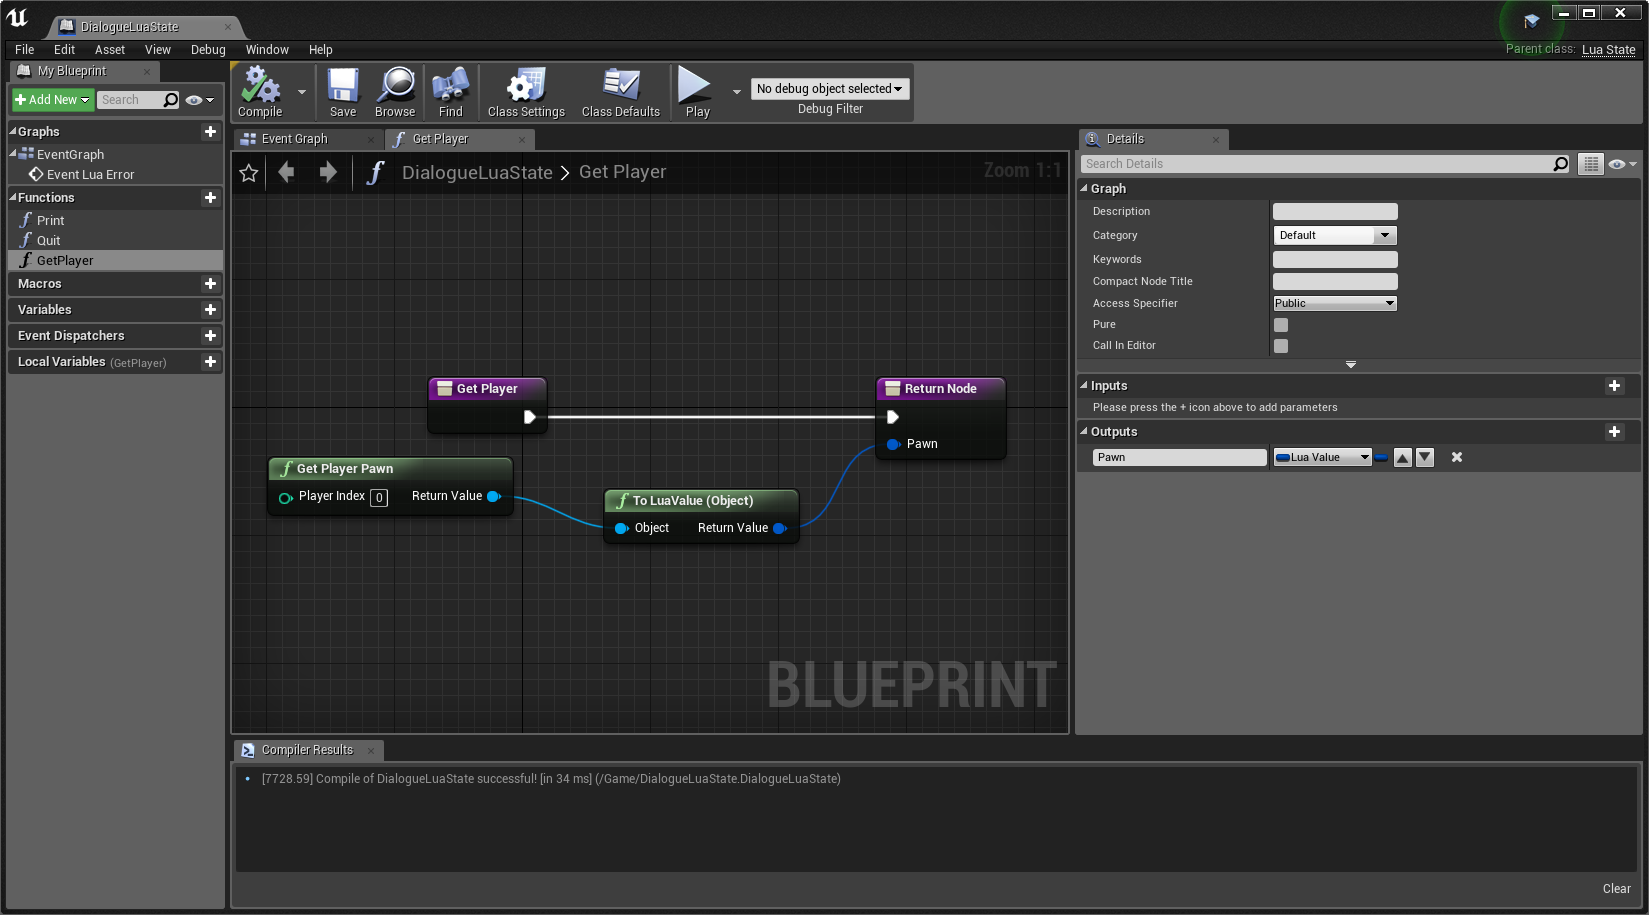 DialogueLuaState
File Edit Asset View Debug Window Help
Parent class: Lua State
My Blueprint
Add New Search
Graphs
EventGraph
Event Lua Error
Functions
Print
Quit
GetPlayer
Macros
Variables
Event Dispatchers
Local Variables (GetPlayer)
Compile Save Browse Find Class Settings Class Defaults Play
No debug object selected
Debug Filter
Event Graph Get Player
DialogueLuaState > Get Player
Zoom 1:1
Get Player
Return Node
Pawn
Get Player Pawn
Player Index 0 Return Value
To LuaValue (Object)
Object Return Value
BLUEPRINT
Details
Search Details
Graph
Description
Category Default
Keywords
Compact Node Title
Access Specifier Public
Pure
Call In Editor
Inputs
Please press the + icon above to add parameters
Outputs
Pawn Lua Value
Compiler Results
[7728.59] Compile of DialogueLuaState successful! [in 34 ms] (/Game/DialogueLuaState.DialogueLuaState)
Clear